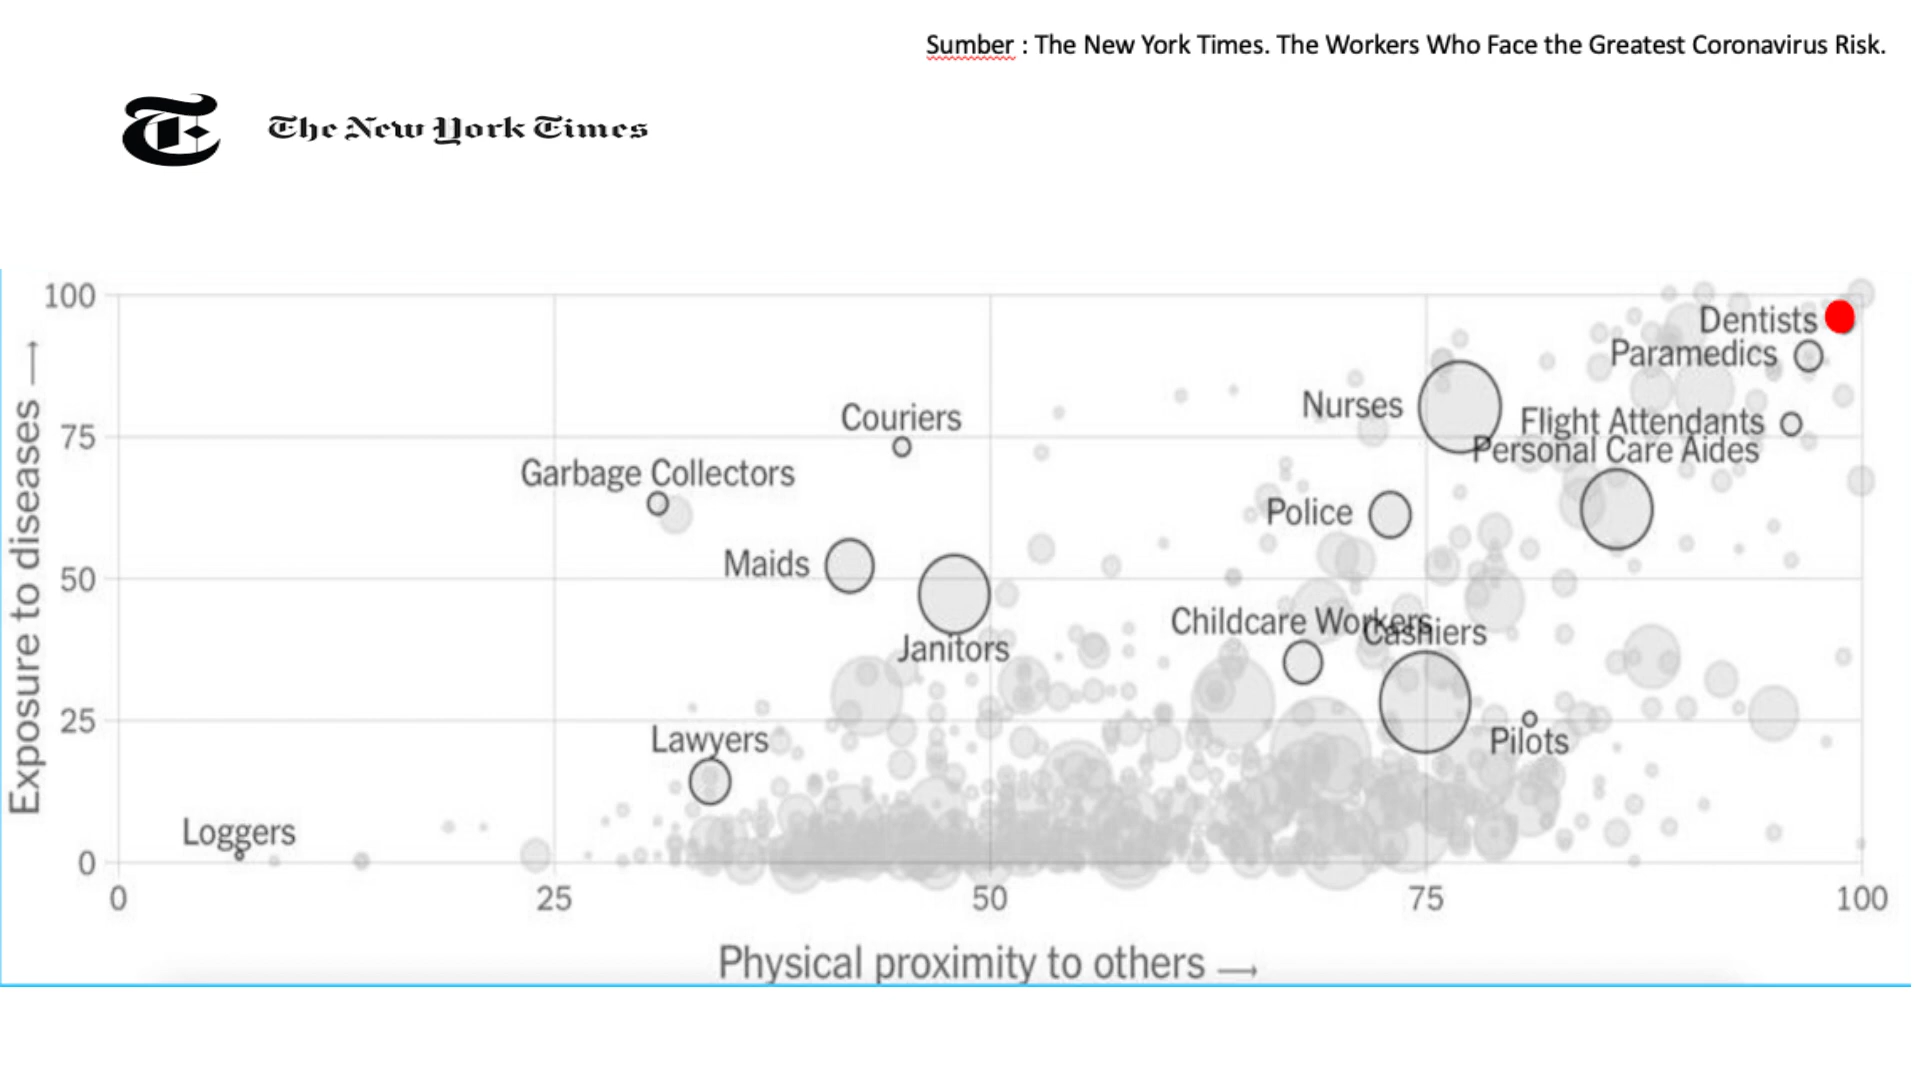 Sumber : The New York Times. The Workers Who Face the Greatest Coronavirus Risk.
The New York Times
100
Dentists
Paramedics
Nurses
Couriers
Flight Attendants
75
Personal Care Aides
Garbage Collectors
Police
Maids
50
Childcare Workers
Cashiers
Janitors
25
Lawyers
Pilots
Loggers
0
Exposure to diseases →
0 25 50 75 100
Physical proximity to others →